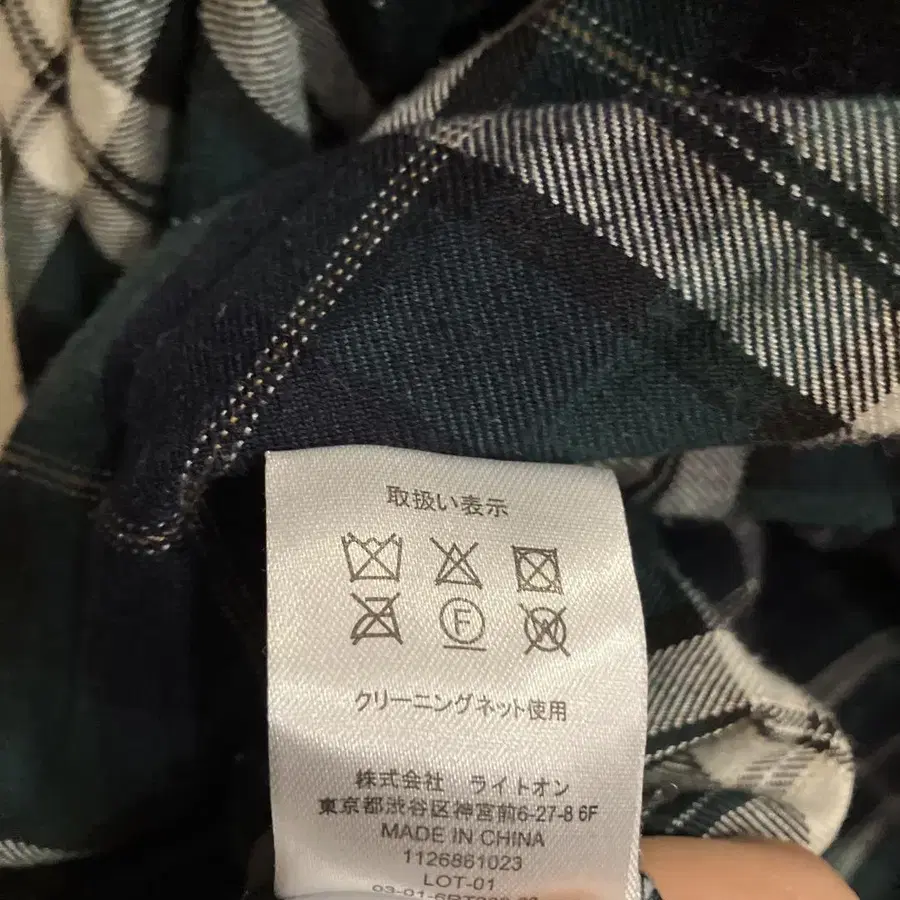 取扱い表示
F
W
クリーニングネット使用
株式会社 ライトオン
東京都渋谷区神宮前6-27-8 6F
MADE IN CHINA
1126861023
LOT-01